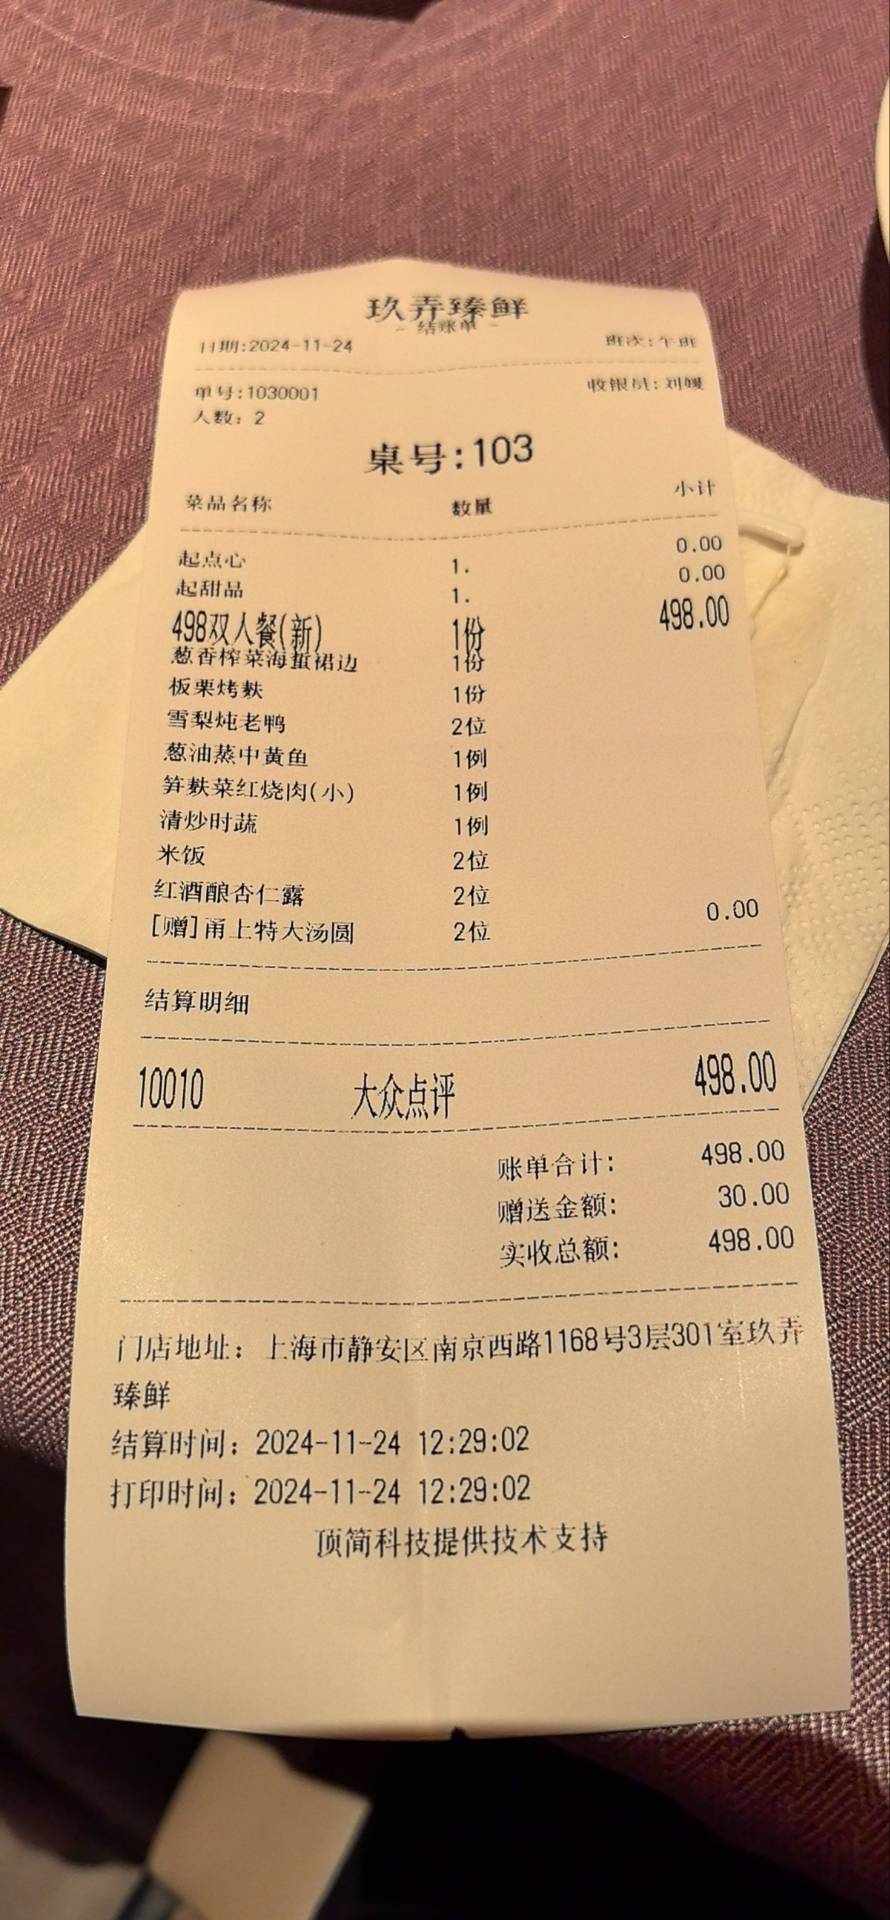 玖弄臻鲜
- 结账单 -
日期:2024-11-24 班次:午班
单号:1030001 收银员:刘媛
人数: 2
桌号:103
菜品名称 数量 小计
起点心 1. 0.00
起甜品 1. 0.00
498双人餐(新) 1份 498.00
葱香榨菜海蜇裙边 1份
板栗烤麸 1份
雪梨炖老鸭 2位
葱油蒸中黄鱼 1例
笋麸菜红烧肉(小) 1例
清炒时蔬 1例
米饭 2位
红酒酿杏仁露 2位
[赠]甬上特大汤圆 2位 0.00
结算明细
10010 大众点评 498.00
账单合计: 498.00
赠送金额: 30.00
实收总额: 498.00
门店地址: 上海市静安区南京西路1168号3层301室玖弄
臻鲜
结算时间: 2024-11-24 12:29:02
打印时间: 2024-11-24 12:29:02
顶简科技提供技术支持